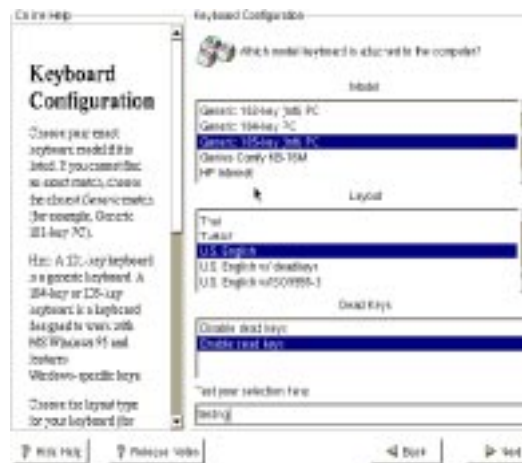 Online Help
Keyboard
Configuration
Choose your exact
keyboard model if it is
listed. If you cannot find
an exact match, choose
the closest Generic match
(for example, Generic
101-key PC).
Hint: A 101-key keyboard
is a generic keyboard. A
104-key or 105-key
keyboard is a keyboard
designed to work with
MS Windows 95 and
features
Windows-specific keys.
Choose the layout type
for your keyboard (for
Keyboard Configuration
Which model keyboard is attached to the computer?
Model
Generic 102-key (Intl) PC
Generic 104-key PC
Generic 105-key (Intl) PC
Genius Comfy KB-16M
HP Internet
Layout
Thai
Turkish
U.S. English
U.S. English w/ deadkeys
U.S. English w/ISO9995-3
Dead Keys
Disable dead keys
Enable dead keys
Test your selection here:
testing
Hide Help
Release Notes
Back
Next